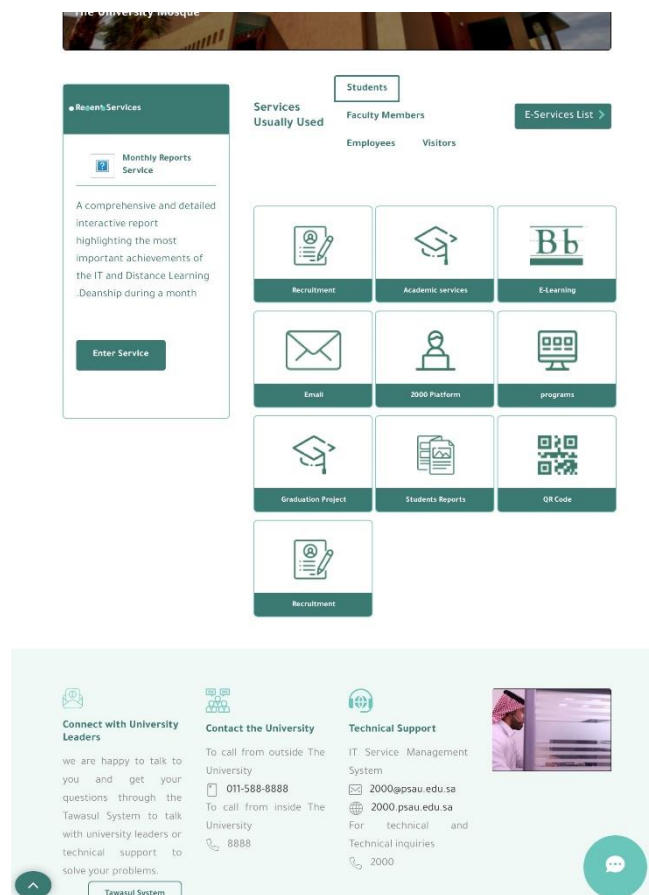 The University Mosque
Recent Services
Monthly Reports
Service
A comprehensive and detailed
interactive report
highlighting the most
important achievements of
the IT and Distance Learning
.Deanship during a month
Enter Service
Services
Usually Used
Students
Faculty Members
Employees
Visitors
E-Services List
Recruitment
Academic services
Bb
E-Learning
Email
2000 Platform
programs
Graduation Project
Students Reports
QR Code
Recruitment
Connect with University
Leaders
we are happy to talk to
you and get your
questions through the
Tawasul System to talk
with university leaders or
technical support to
solve your problems.
Tawasul System
Contact the University
To call from outside The
University
011-588-8888
To call from inside The
University
8888
Technical Support
IT Service Management
System
2000@psau.edu.sa
2000.psau.edu.sa
For technical and
Technical inquiries
2000